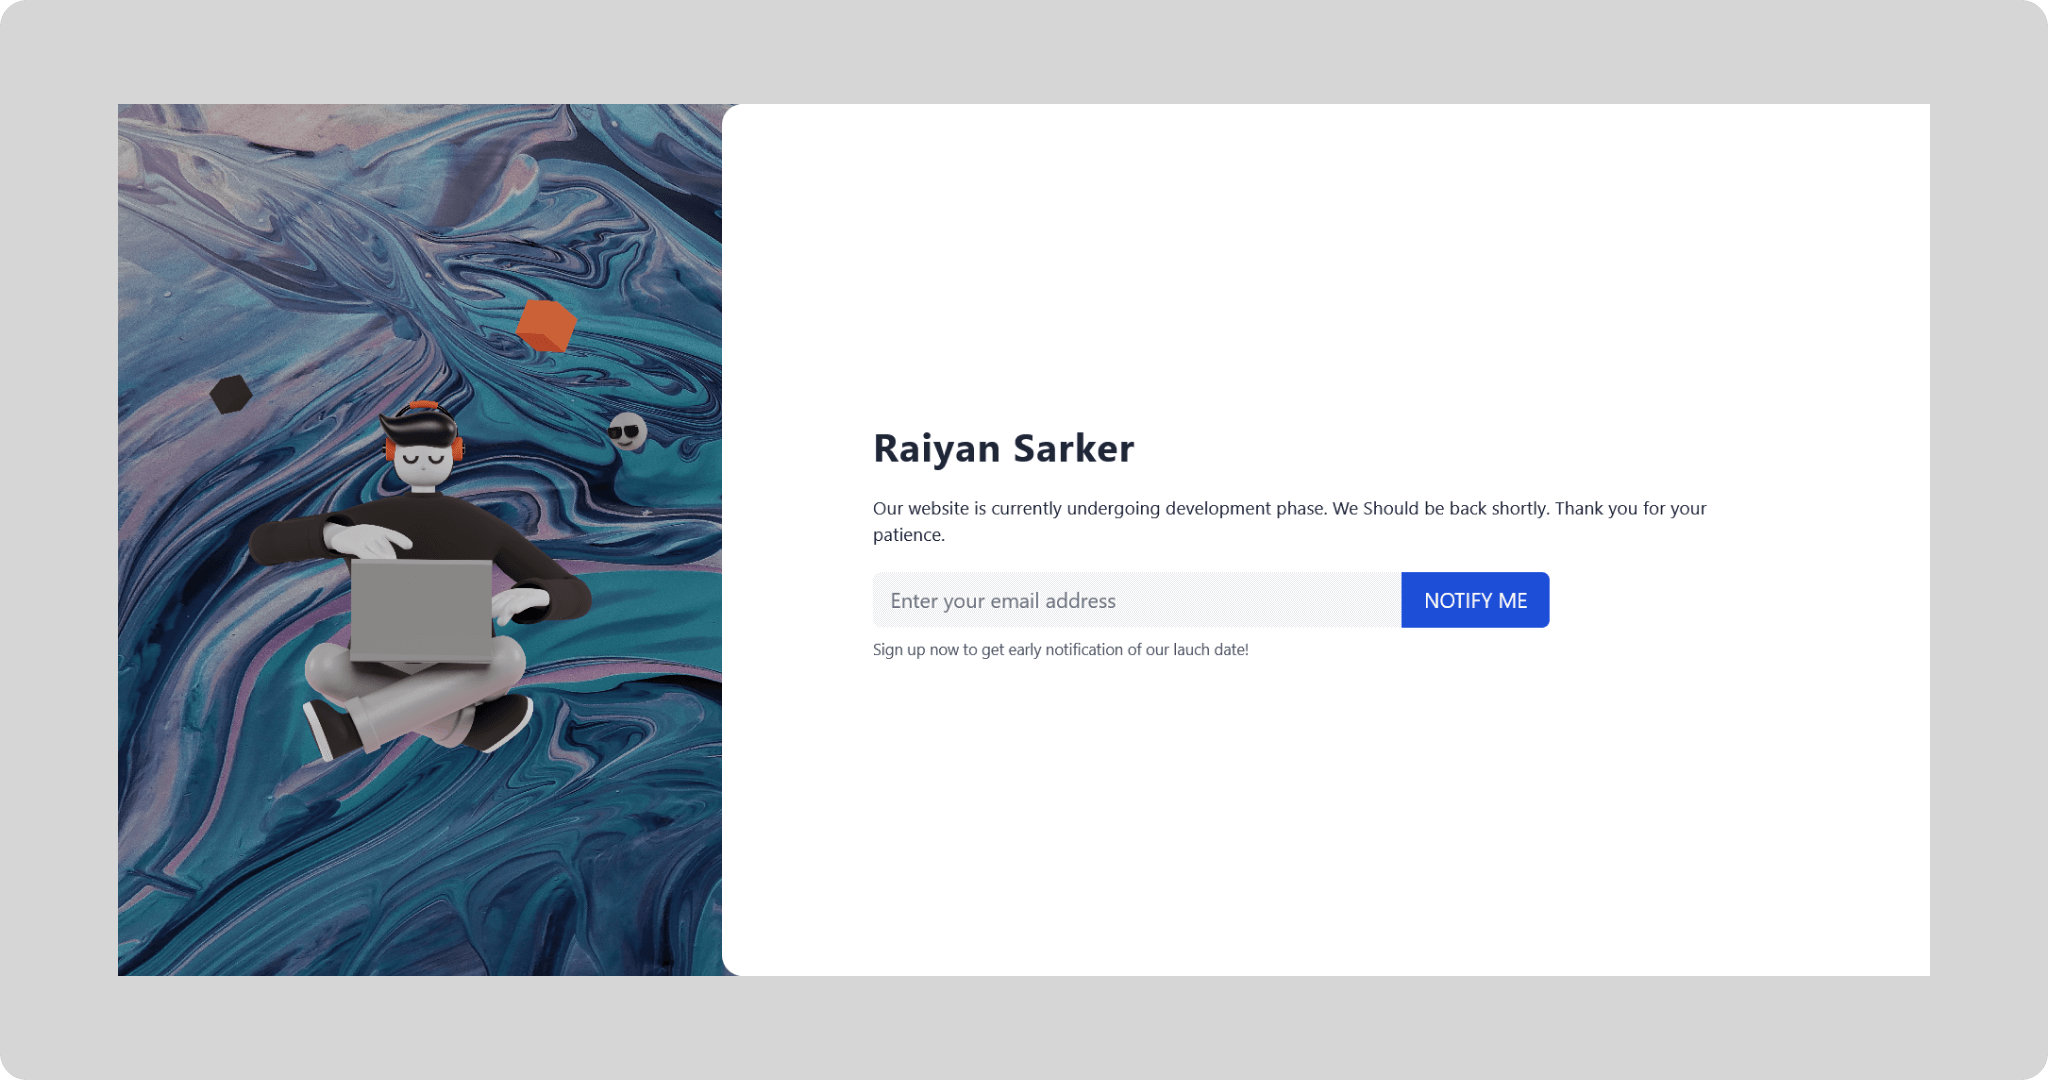 Raiyan Sarker
Our website is currently undergoing development phase. We Should be back shortly. Thank you for your
patience.
Enter your email address
NOTIFY ME
Sign up now to get early notification of our lauch date!